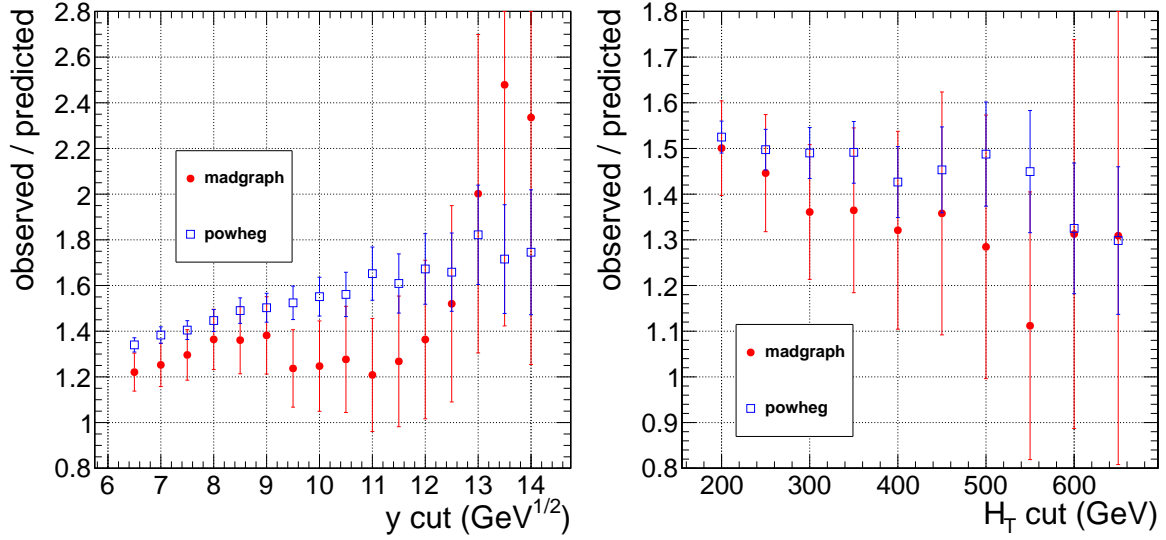 observed / predicted
2.8
2.6
2.4
2.2
2
1.8
1.6
1.4
1.2
1
0.8
madgraph
powheg
6 7 8 9 10 11 12 13 14
y cut (GeV^{1/2})
observed / predicted
1.8
1.7
1.6
1.5
1.4
1.3
1.2
1.1
1
0.9
0.8
madgraph
powheg
200 300 400 500 600
H_T cut (GeV)